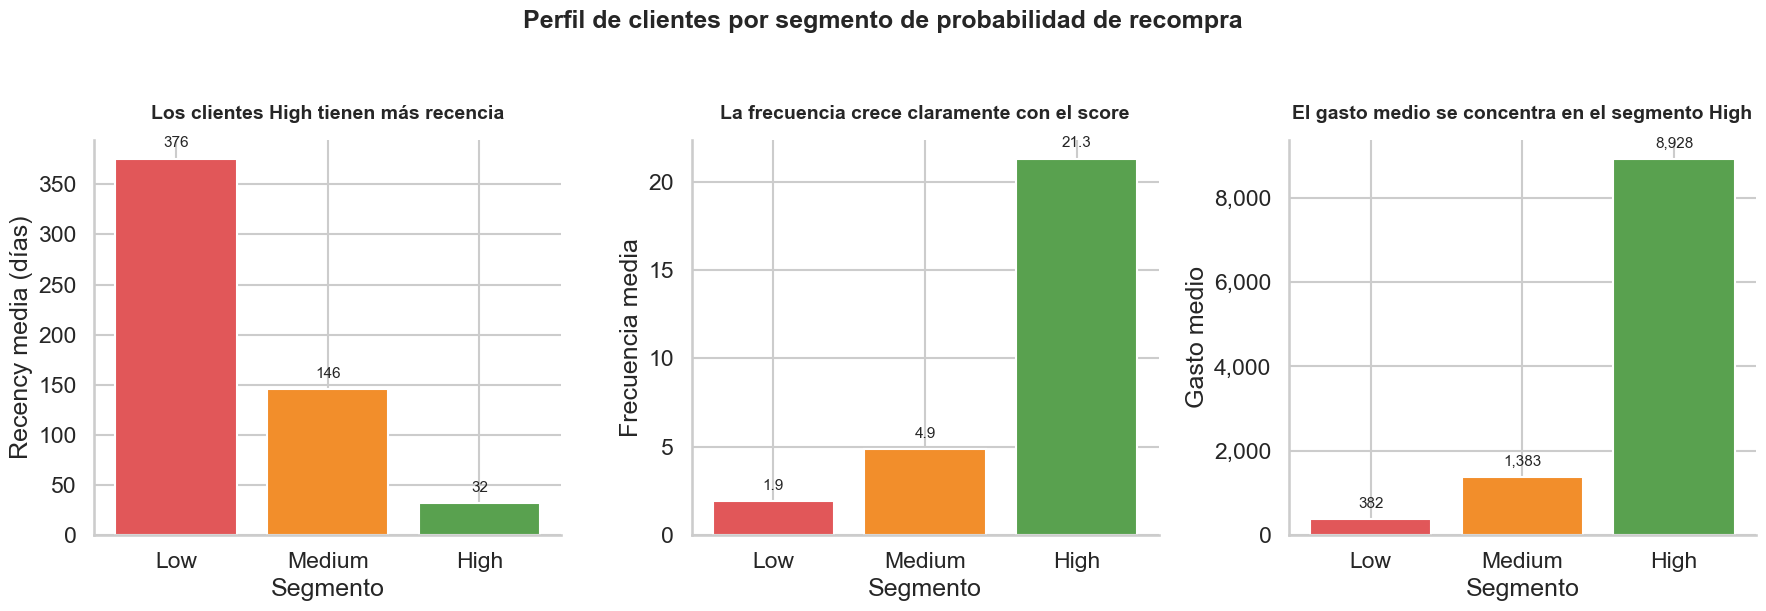 Perfil de clientes por segmento de probabilidad de recompra
Los clientes High tienen más recencia
376
146
32
350
300
250
200
150
100
50
0
Recency media (días)
Low Medium High
Segmento
La frecuencia crece claramente con el score
21.3
4.9
1.9
20
15
10
5
0
Frecuencia media
Low Medium High
Segmento
El gasto medio se concentra en el segmento High
8,928
1,383
382
8,000
6,000
4,000
2,000
0
Gasto medio
Low Medium High
Segmento